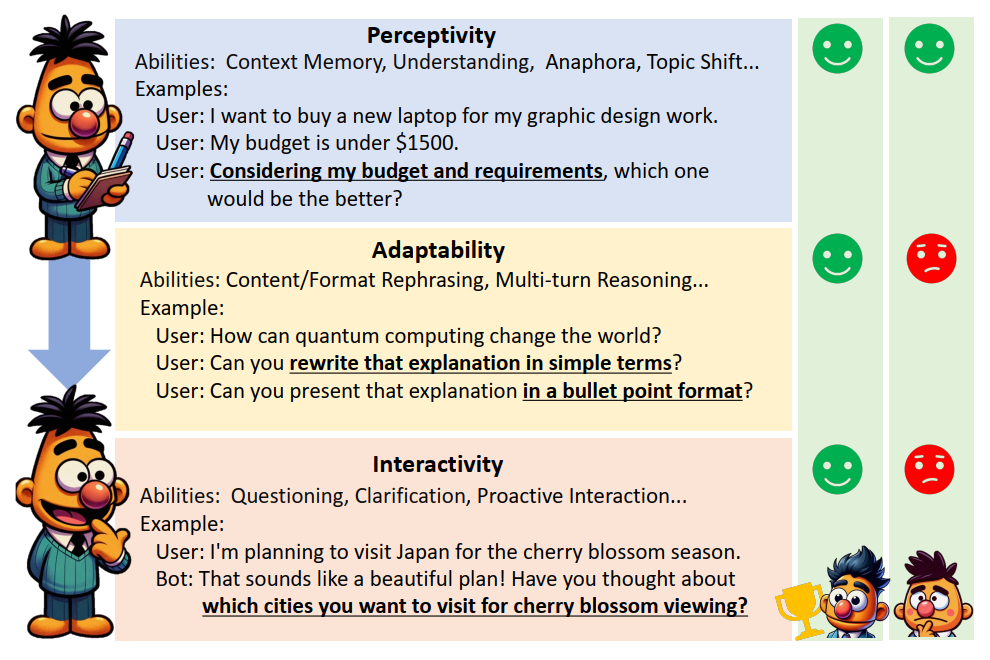 Perceptivity
Abilities: Context Memory, Understanding, Anaphora, Topic Shift...
Examples:
User: I want to buy a new laptop for my graphic design work.
User: My budget is under $1500.
User: Considering my budget and requirements, which one
would be the better?
Adaptability
Abilities: Content/Format Rephrasing, Multi-turn Reasoning...
Example:
User: How can quantum computing change the world?
User: Can you rewrite that explanation in simple terms?
User: Can you present that explanation in a bullet point format?
Interactivity
Abilities: Questioning, Clarification, Proactive Interaction...
Example:
User: I'm planning to visit Japan for the cherry blossom season.
Bot: That sounds like a beautiful plan! Have you thought about
which cities you want to visit for cherry blossom viewing?